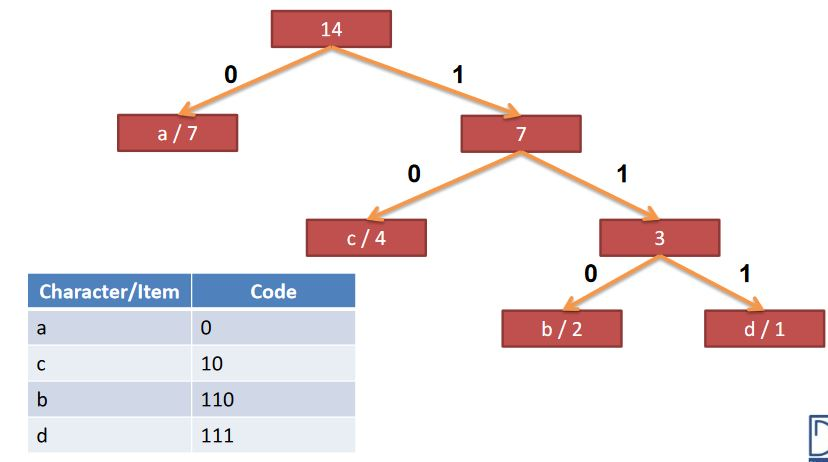 14
0
1
a / 7
7
0
1
c / 4
3
0
1
b / 2
d / 1
Character/Item Code
a 0
c 10
b 110
d 111